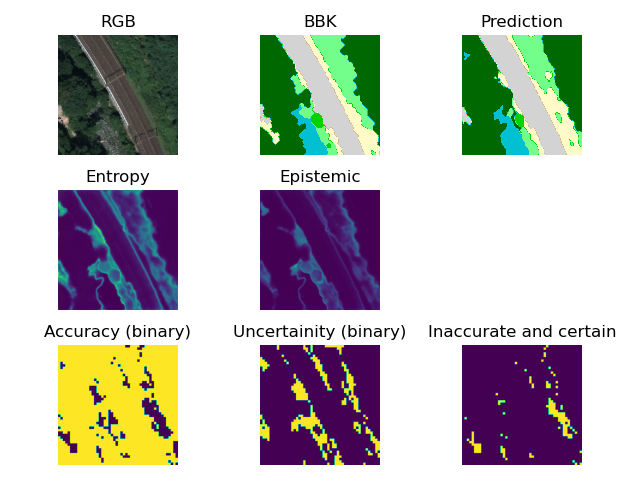 RGB
BBK
Prediction
Entropy
Epistemic
Accuracy (binary)
Uncertainity (binary)
Inaccurate and certain